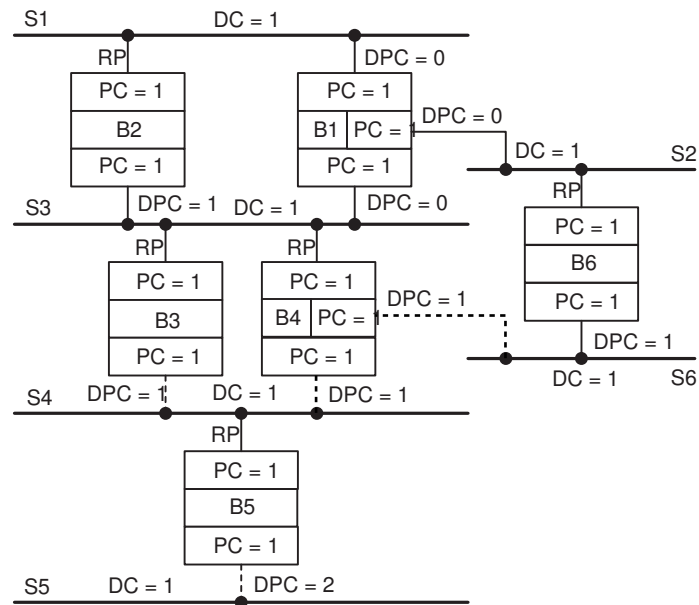 S1 DC = 1
RP DPC = 0
PC = 1 PC = 1
B2 B1 PC = 1 DPC = 0
PC = 1 PC = 1
DC = 1 S2
DPC = 1 DC = 1 DPC = 0
S3
RP
RP RP
PC = 1
PC = 1 PC = 1
B6
DPC = 1
B3 B4 PC = 1
PC = 1
PC = 1 PC = 1
DPC = 1
DC = 1 S6
DPC = 1 DC = 1 DPC = 1
S4
RP
PC = 1
B5
PC = 1
S5 DC = 1 DPC = 2